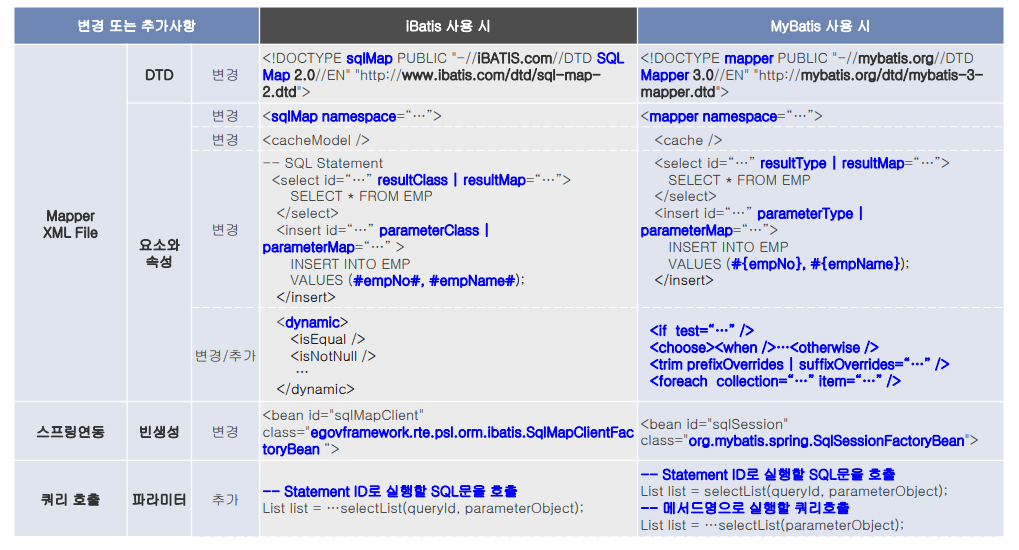 변경 또는 추가사항
iBatis 사용 시
MyBatis 사용 시
Mapper
XML File
DTD
변경
<!DOCTYPE sqlMap PUBLIC "-//iBATIS.com//DTD SQL
Map 2.0//EN" "http://www.ibatis.com/dtd/sql-map-
2.dtd">
<!DOCTYPE mapper PUBLIC "-//mybatis.org//DTD
Mapper 3.0//EN" "http://mybatis.org/dtd/mybatis-3-
mapper.dtd">
요소와
속성
변경
<sqlMap namespace=“…”>
<mapper namespace=“…”>
변경
<cacheModel />
<cache />
변경
-- SQL Statement
<select id=“…” resultClass | resultMap=“…”>
SELECT * FROM EMP
</select>
<insert id=“…” parameterClass |
parameterMap=“…” >
INSERT INTO EMP
VALUES (#empNo#, #empName#);
</insert>
<select id=“…” resultType | resultMap=“…”>
SELECT * FROM EMP
</select>
<insert id=“…” parameterType |
parameterMap=“…”>
INSERT INTO EMP
VALUES (#{empNo}, #{empName});
</insert>
변경/추가
<dynamic>
<isEqual />
<isNotNull />
…
</dynamic>
<if test=“…” />
<choose><when />…<otherwise />
<trim prefixOverrides | suffixOverrides=“…” />
<foreach collection=“…” item=“…” />
스프링연동
빈생성
변경
<bean id="sqlMapClient"
class="egovframework.rte.psl.orm.ibatis.SqlMapClientFac
toryBean “>
<bean id="sqlSession"
class="org.mybatis.spring.SqlSessionFactoryBean">
쿼리 호출
파라미터
추가
-- Statement ID로 실행할 SQL문을 호출
List list = …selectList(queryId, parameterObject);
-- Statement ID로 실행할 SQL문을 호출
List list = selectList(queryId, parameterObject);
-- 메서드명으로 실행할 쿼리호출
List list = …selectList(parameterObject);